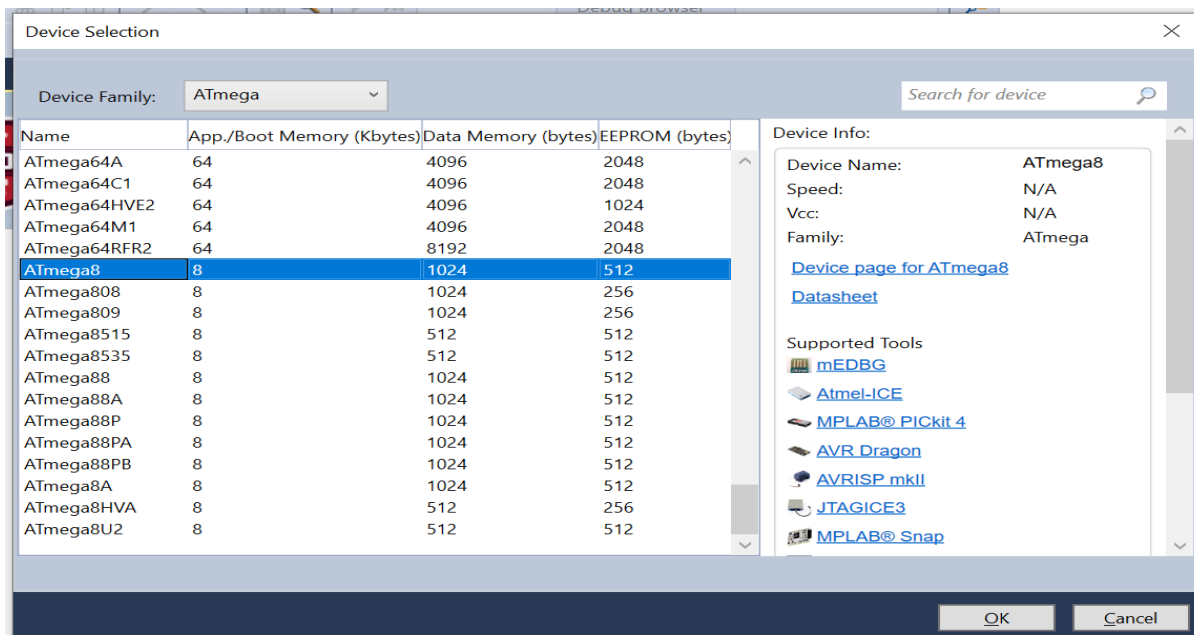 Debug Browser
Device Selection
Device Family: ATmega Search for device
Name App./Boot Memory (Kbytes) Data Memory (bytes) EEPROM (bytes)
ATmega64A 64 4096 2048
ATmega64C1 64 4096 2048
ATmega64HVE2 64 4096 1024
ATmega64M1 64 4096 2048
ATmega64RFR2 64 8192 2048
ATmega8 8 1024 512
ATmega808 8 1024 256
ATmega809 8 1024 256
ATmega8515 8 512 512
ATmega8535 8 512 512
ATmega88 8 1024 512
ATmega88A 8 1024 512
ATmega88P 8 1024 512
ATmega88PA 8 1024 512
ATmega88PB 8 1024 512
ATmega8A 8 1024 512
ATmega8HVA 8 512 256
ATmega8U2 8 512 512
Device Info:
Device Name: ATmega8
Speed: N/A
Vcc: N/A
Family: ATmega
Device page for ATmega8
Datasheet
Supported Tools
mEDBG
Atmel-ICE
MPLAB® PICkit 4
AVR Dragon
AVRISP mkII
JTAGICE3
MPLAB® Snap
OK Cancel